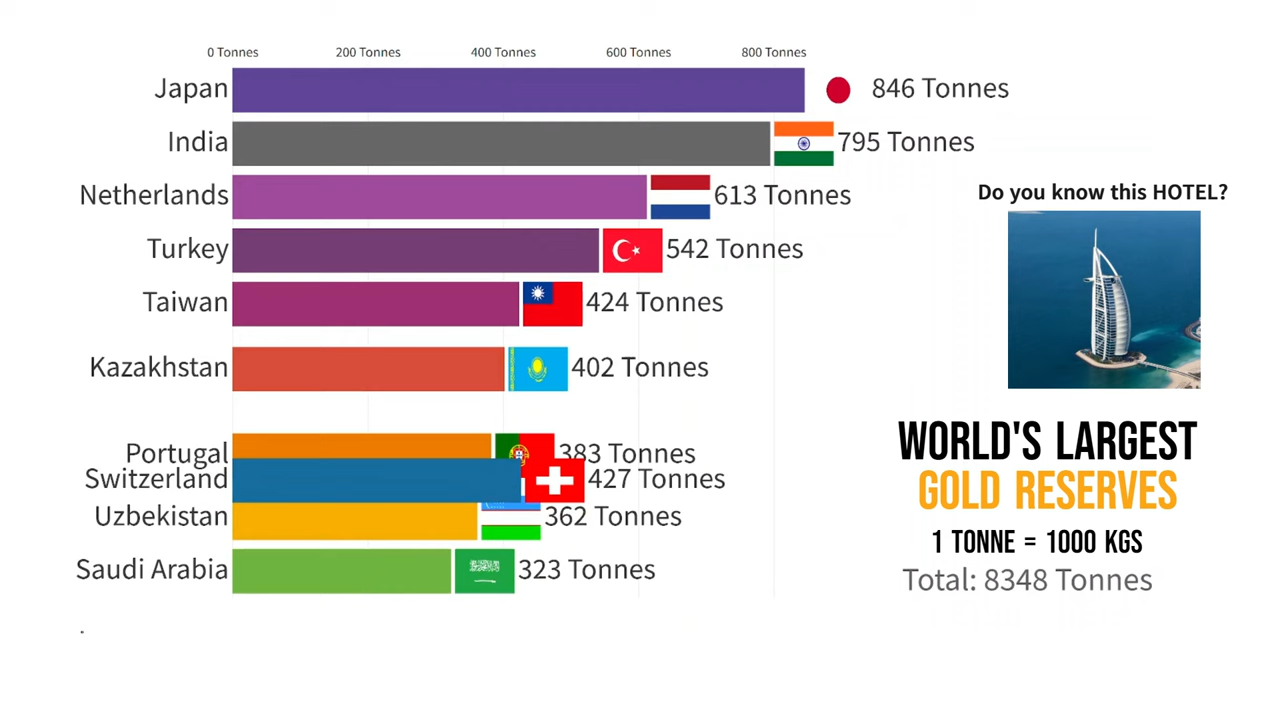 0 Tonnes 200 Tonnes 400 Tonnes 600 Tonnes 800 Tonnes
Japan 846 Tonnes
India 795 Tonnes
Netherlands 613 Tonnes
Turkey 542 Tonnes
Taiwan 424 Tonnes
Kazakhstan 402 Tonnes
Portugal 383 Tonnes
Switzerland 427 Tonnes
Uzbekistan 362 Tonnes
Saudi Arabia 323 Tonnes
Do you know this HOTEL?
WORLD'S LARGEST
GOLD RESERVES
1 TONNE = 1000 KGS
Total: 8348 Tonnes
.